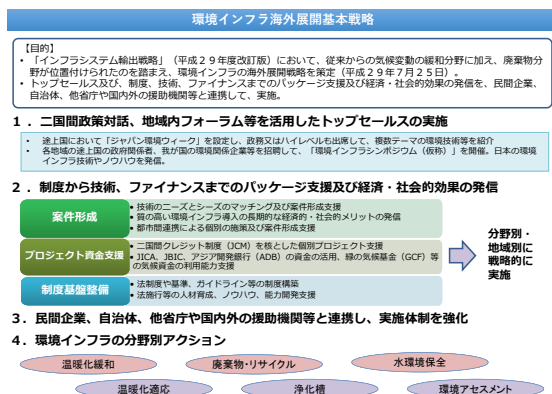 環境インフラ海外展開基本戦略
【目的】
・ 「インフラシステム輸出戦略」（平成２９年度改訂版）において、従来からの気候変動の緩和分野に加え、廃棄物分
野が位置付けられたのを踏まえ、環境インフラの海外展開戦略を策定（平成２９年７月２５日）。
・ トップセールス及び、制度、技術、ファイナンスまでのパッケージ支援及び経済・社会的効果の発信を、民間企業、
自治体、他省庁や国内外の援助機関と連携して、実施。
１．二国間政策対話、地域内フォーラム等を活用したトップセールスの実施
・ 途上国において「ジャパン環境ウィーク」を設定し、政務又はハイレベルも出席して、複数テーマの環境技術等を紹介
・ 各地域の途上国の政府関係者、我が国の環境関係企業等を招聘して、「環境インフラシンポジウム（仮称）」を開催。日本の環境
インフラ技術やノウハウを発信。
２．制度から技術、ファイナンスまでのパッケージ支援及び経済・社会的効果の発信
案件形成
• 技術のニーズとシーズのマッチング及び案件形成支援
• 質の高い環境インフラ導入の長期的な経済的・社会的メリットの発信
• 都市間連携による個別の施策及び案件形成支援
プロジェクト資金支援
• 二国間クレジット制度（JCM）を核とした個別プロジェクト支援
• JICA、JBIC、アジア開発銀行（ADB）の資金の活用、緑の気候基金（GCF）等
の気候資金の利用能力支援
制度基盤整備
• 法制度や基準、ガイドライン等の制度構築
• 法施行等の人材育成、ノウハウ、能力開発支援
分野別・
地域別に
戦略的に
実施
３．民間企業、自治体、他省庁や国内外の援助機関等と連携し、実施体制を強化
４．環境インフラの分野別アクション
温暖化緩和
廃棄物・リサイクル
水環境保全
温暖化適応
浄化槽
環境アセスメント